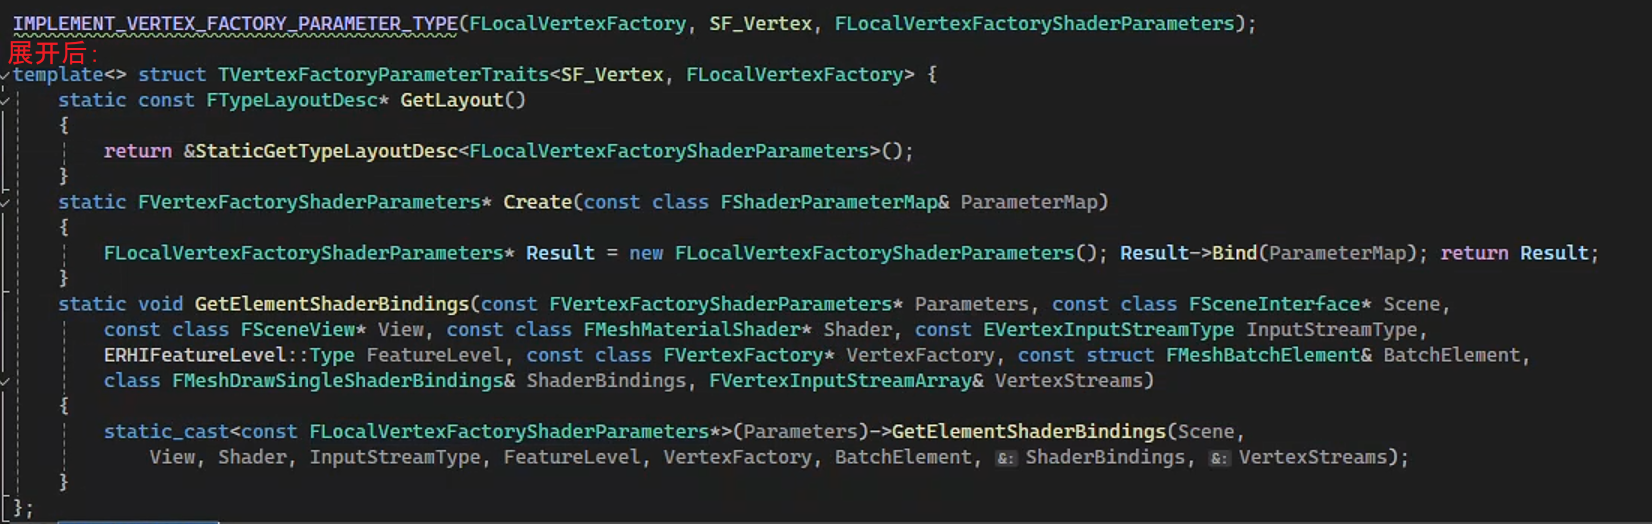 IMPLEMENT_VERTEX_FACTORY_PARAMETER_TYPE(FLocalVertexFactory, SF_Vertex, FLocalVertexFactoryShaderParameters);
展开后:
template<> struct TVertexFactoryParameterTraits<SF_Vertex, FLocalVertexFactory> {
    static const FTypeLayoutDesc* GetLayout()
    {
        return &StaticGetTypeLayoutDesc<FLocalVertexFactoryShaderParameters>();
    }
    static FVertexFactoryShaderParameters* Create(const class FShaderParameterMap& ParameterMap)
    {
        FLocalVertexFactoryShaderParameters* Result = new FLocalVertexFactoryShaderParameters(); Result->Bind(ParameterMap); return Result;
    }
    static void GetElementShaderBindings(const FVertexFactoryShaderParameters* Parameters, const class FSceneInterface* Scene,
        const class FSceneView* View, const class FMeshMaterialShader* Shader, const EVertexInputStreamType InputStreamType,
        ERHIFeatureLevel::Type FeatureLevel, const class FVertexFactory* VertexFactory, const struct FMeshBatchElement& BatchElement,
        class FMeshDrawSingleShaderBindings& ShaderBindings, FVertexInputStreamArray& VertexStreams)
    {
        static_cast<const FLocalVertexFactoryShaderParameters*>(Parameters)->GetElementShaderBindings(Scene,
            View, Shader, InputStreamType, FeatureLevel, VertexFactory, BatchElement, &: ShaderBindings, &: VertexStreams);
    }
};